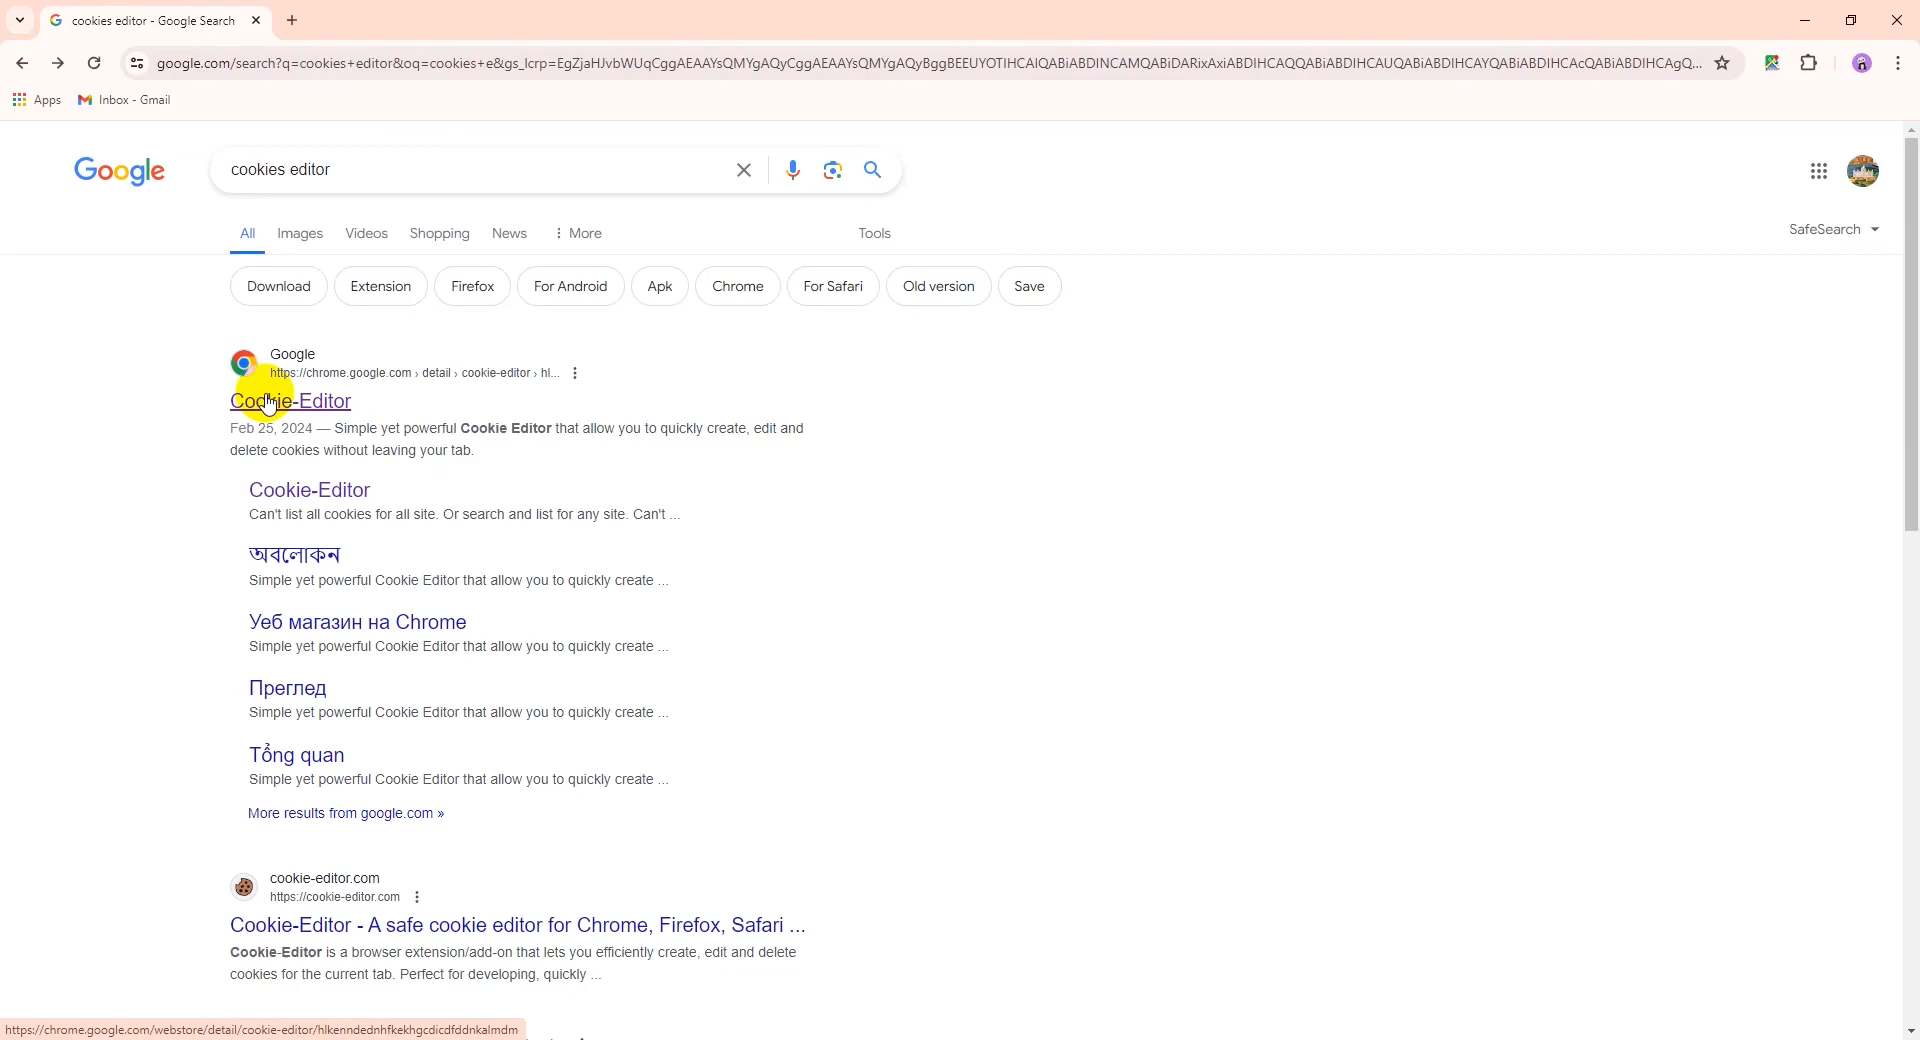 cookies editor - Google Search
google.com/search?q=cookies+editor&oq=cookies+e&gs_lcrp=EgZjaHJvbWUqCggAEAAYsQMYgAQyCggAEAAYsQMYgAQyBggBEEUYOTIHCAIQABiABDINCAMQABiDARixAxiABDIHCAQQABiABDIHCAUQABiABDIHCAYQABiABDIHCAcQABiABDIHCAgQ...
Apps
Inbox - Gmail
Google
cookies editor
All
Images
Videos
Shopping
News
More
Tools
SafeSearch
Download
Extension
Firefox
For Android
Apk
Chrome
For Safari
Old version
Save
Google
https://chrome.google.com › detail › cookie-editor › hl...
Cookie-Editor
Feb 25, 2024 — Simple yet powerful Cookie Editor that allow you to quickly create, edit and
delete cookies without leaving your tab.
Cookie-Editor
Can't list all cookies for all site. Or search and list for any site. Can't ...
অবলোকন
Simple yet powerful Cookie Editor that allow you to quickly create ...
Уеб магазин на Chrome
Simple yet powerful Cookie Editor that allow you to quickly create ...
Преглед
Simple yet powerful Cookie Editor that allow you to quickly create ...
Tổng quan
Simple yet powerful Cookie Editor that allow you to quickly create ...
More results from google.com »
cookie-editor.com
https://cookie-editor.com
Cookie-Editor - A safe cookie editor for Chrome, Firefox, Safari ...
Cookie-Editor is a browser extension/add-on that lets you efficiently create, edit and delete
cookies for the current tab. Perfect for developing, quickly ...
https://chrome.google.com/webstore/detail/cookie-editor/hlkenndednhfkekhgcdicdfddnkalmdm